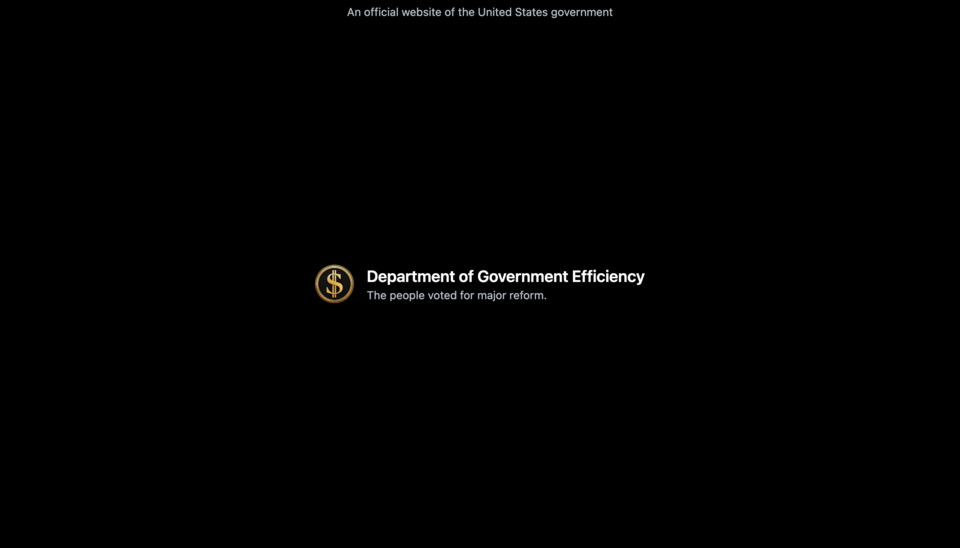 An official website of the United States government
$
Department of Government Efficiency
The people voted for major reform.